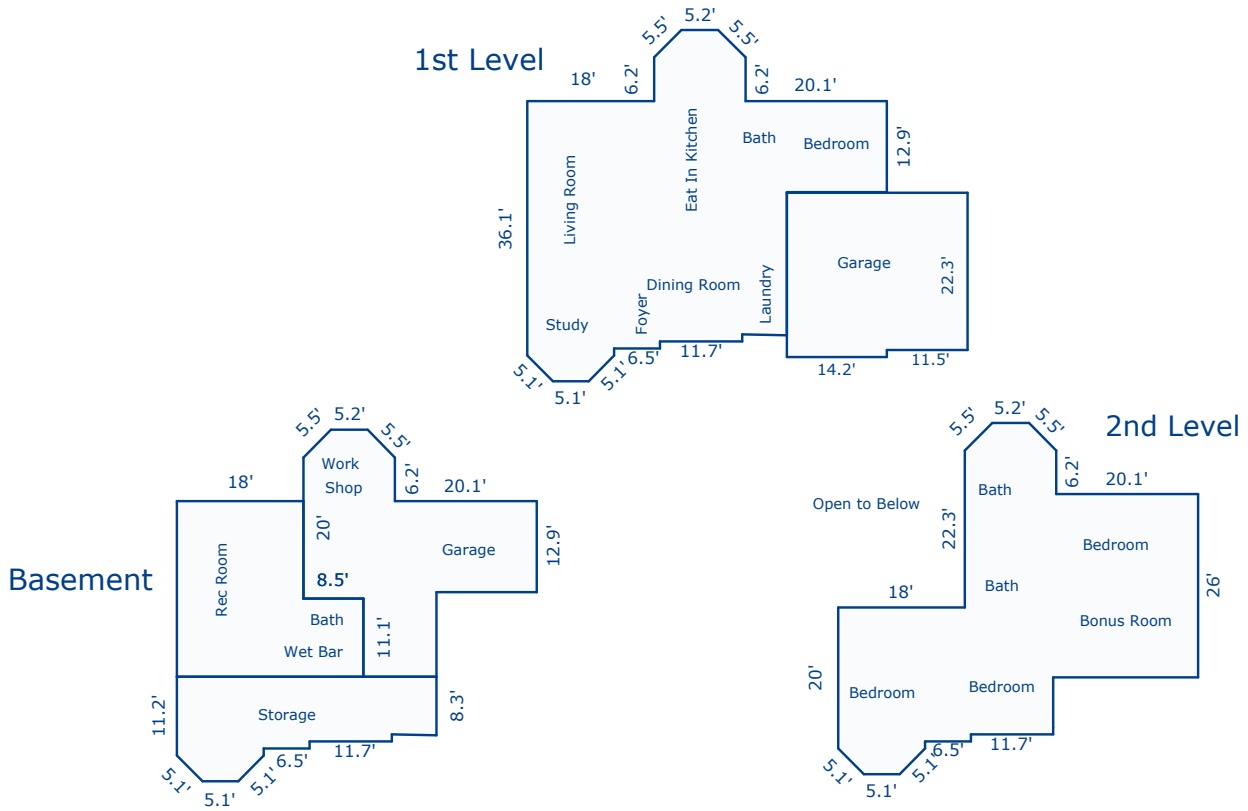 1st Level
5.2'
5.5'
5.5'
18'
6.2'
6.2'
20.1'
Bath
Bedroom
12.9'
Eat In Kitchen
Living Room
36.1'
Garage
22.3'
Dining Room
Laundry
Foyer
Study
6.5'
11.7'
5.1'
5.1'
5.1'
14.2'
11.5'
Basement
5.2'
5.5'
5.5'
Work
Shop
18'
6.2'
20.1'
20'
Garage
12.9'
Rec Room
8.5'
Bath
11.1'
Wet Bar
11.2'
8.3'
Storage
6.5'
11.7'
5.1'
5.1'
5.1'
2nd Level
5.2'
5.5'
5.5'
6.2'
20.1'
Bath
Open to Below
22.3'
Bedroom
18'
Bath
26'
Bonus Room
20'
Bedroom
Bedroom
6.5'
11.7'
5.1'
5.1'
5.1'